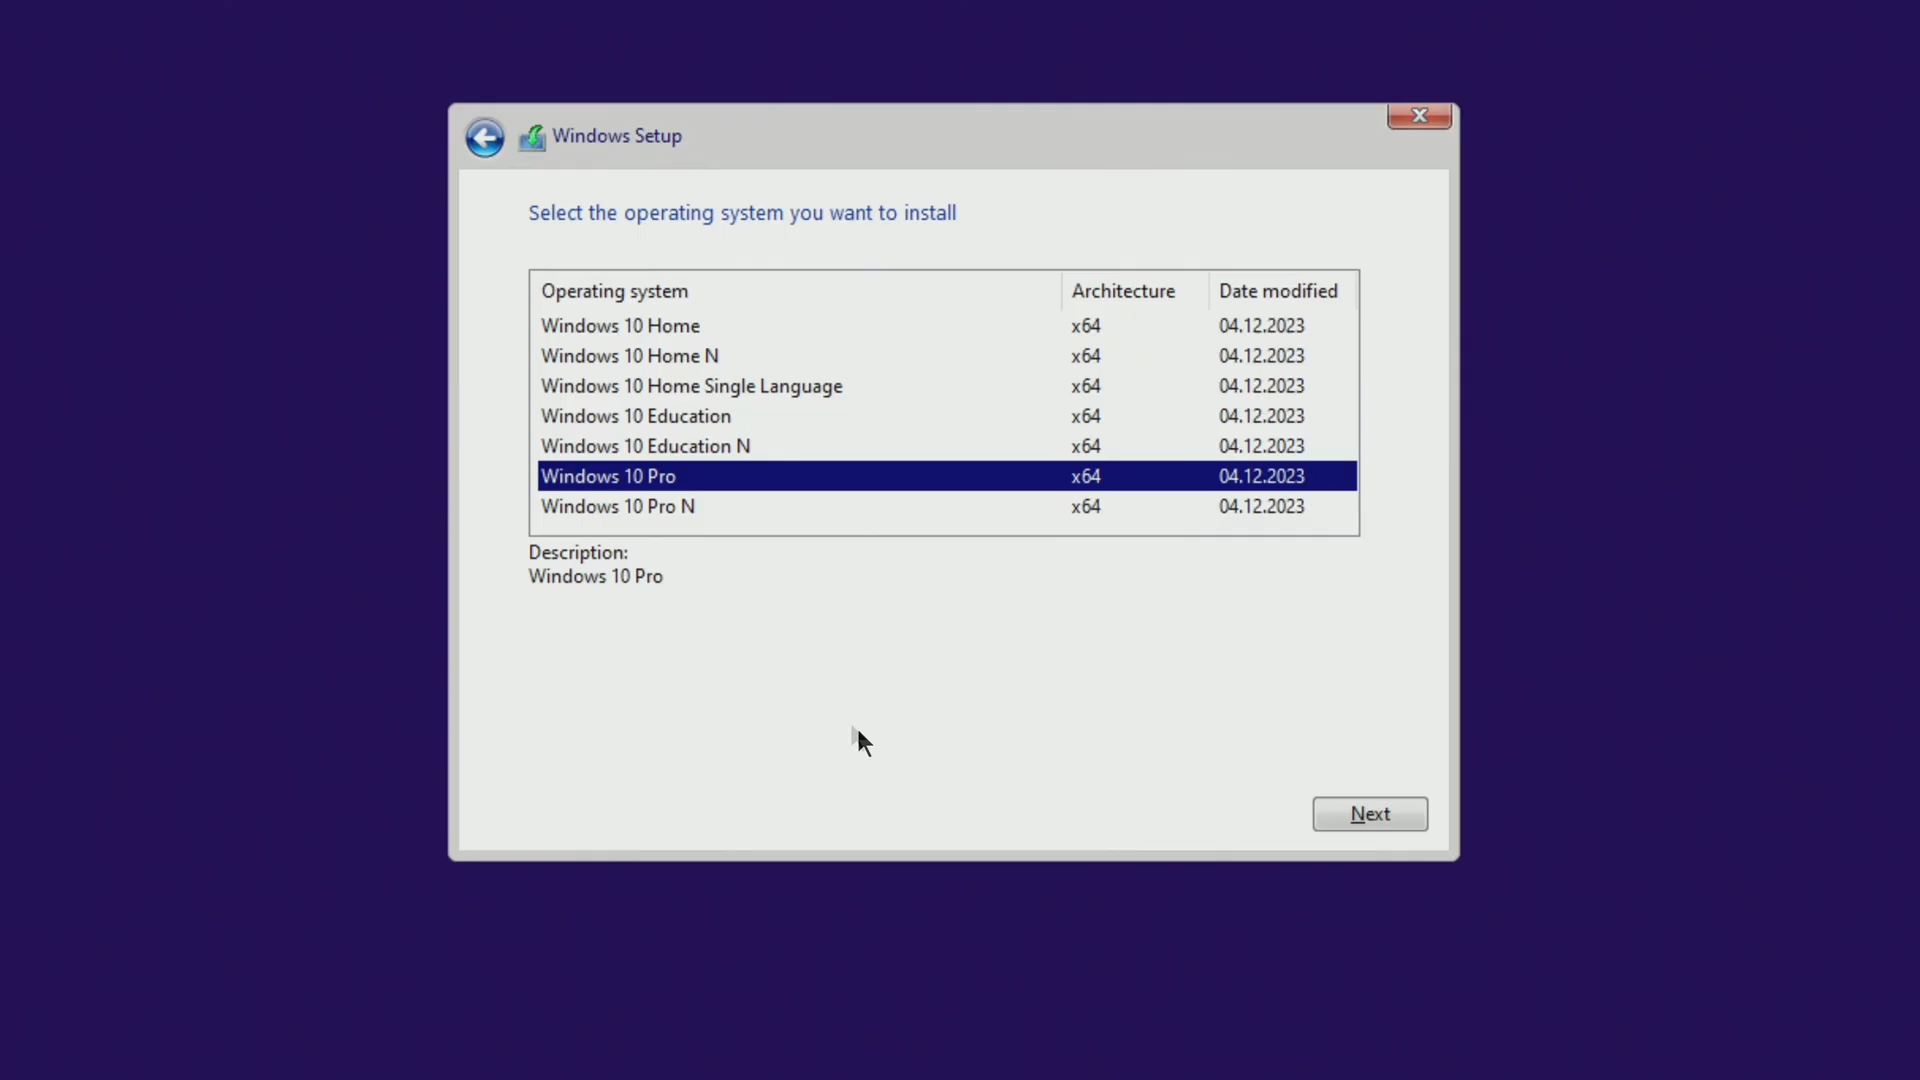 Windows Setup
Select the operating system you want to install
Operating system Architecture Date modified
Windows 10 Home x64 04.12.2023
Windows 10 Home N x64 04.12.2023
Windows 10 Home Single Language x64 04.12.2023
Windows 10 Education x64 04.12.2023
Windows 10 Education N x64 04.12.2023
Windows 10 Pro x64 04.12.2023
Windows 10 Pro N x64 04.12.2023
Description:
Windows 10 Pro
Next